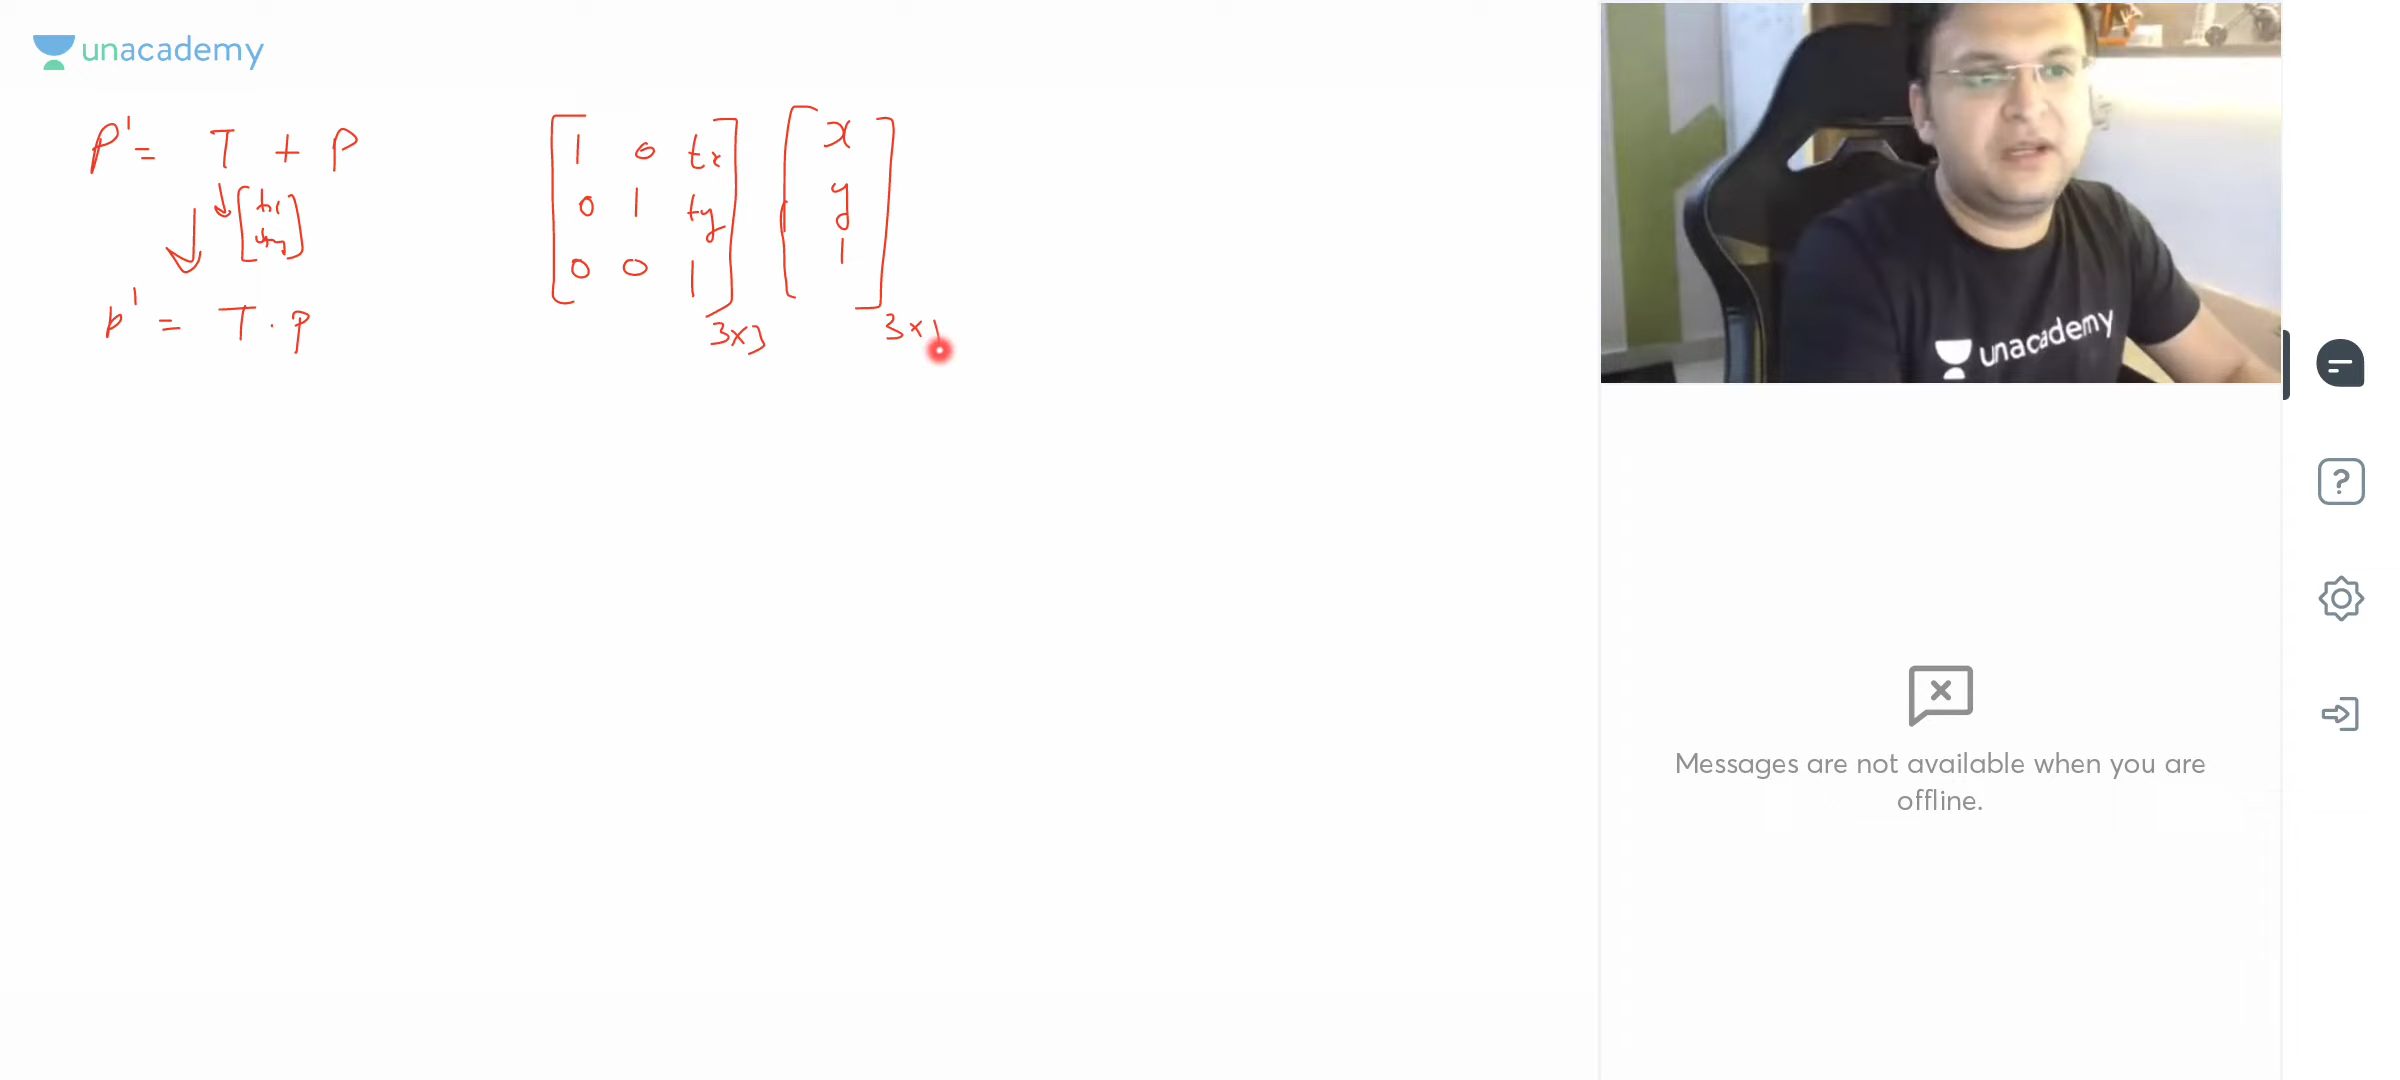 unacademy
P' = T + P
[tx
ty]
p' = T . P
[1 0 tx
0 1 ty
0 0 1] 3x3
[x
y
1] 3x1
unacademy
?
Messages are not available when you are
offline.